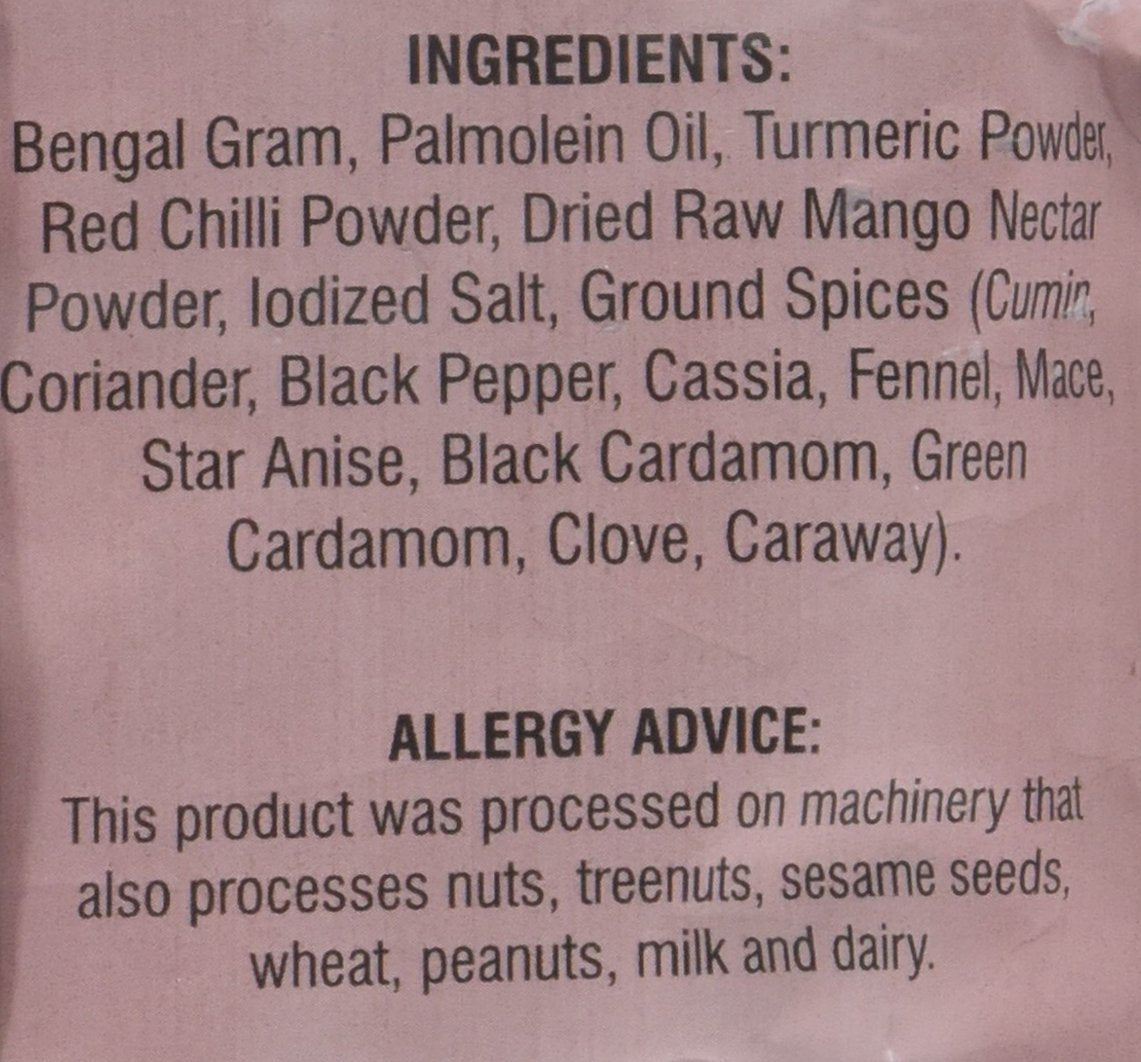 INGREDIENTS:
Bengal Gram, Palmolein Oil, Turmeric Powder,
Red Chilli Powder, Dried Raw Mango Nectar
Powder, Iodized Salt, Ground Spices (Cumin,
Coriander, Black Pepper, Cassia, Fennel, Mace,
Star Anise, Black Cardamom, Green
Cardamom, Clove, Caraway).
ALLERGY ADVICE:
This product was processed on machinery that
also processes nuts, treenuts, sesame seeds,
wheat, peanuts, milk and dairy.